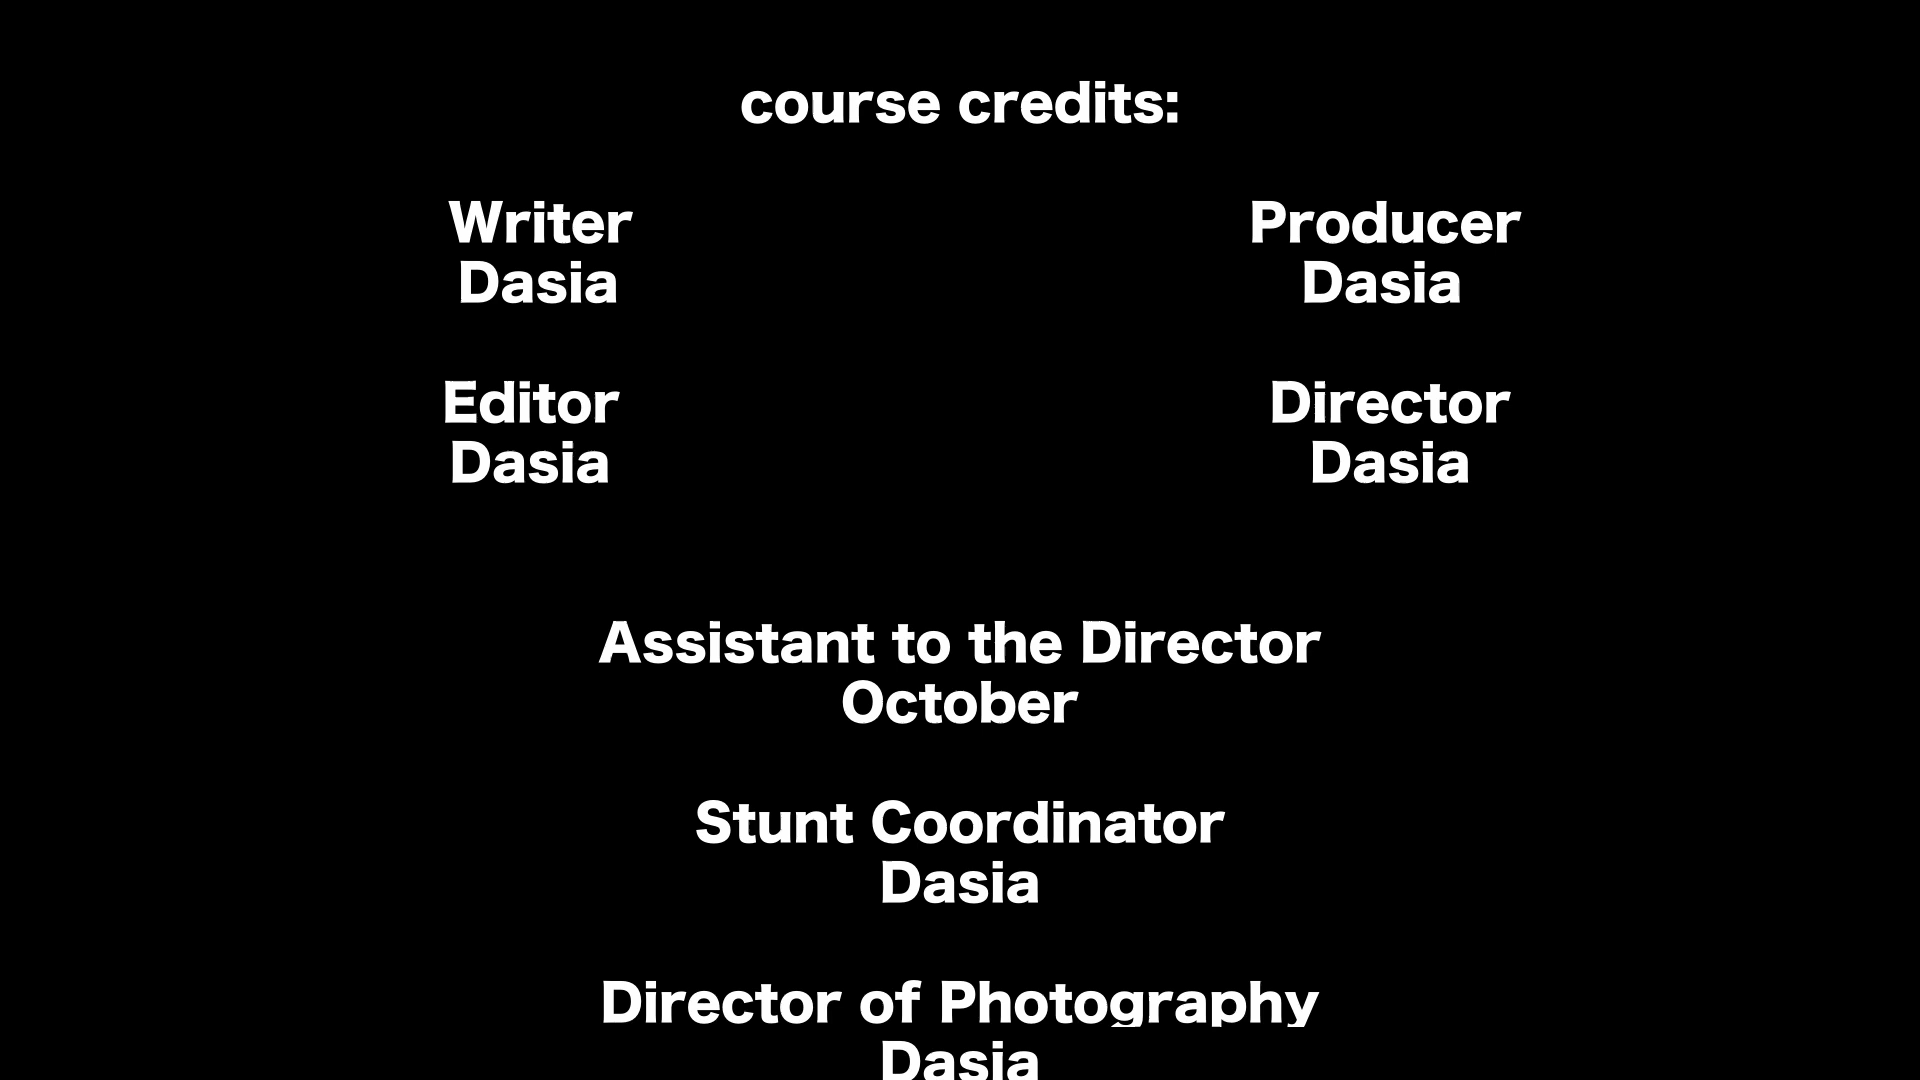 course credits:
Writer Producer
Dasia Dasia
Editor Director
Dasia Dasia
Assistant to the Director
October
Stunt Coordinator
Dasia
Director of Photography
Dasia